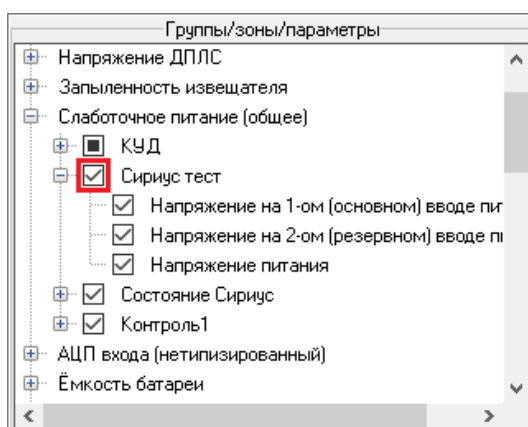 Группы/зоны/параметры
Напряжение ДПЛС
Запыленность извещателя
Слаботочное питание (общее)
КУД
Сириус тест
Напряжение на 1-ом (основном) вводе пит
Напряжение на 2-ом (резервном) вводе
Напряжение питания
Состояние Сириус
Контроль1
АЦП входа (нетипизированный)
Ёмкость батареи